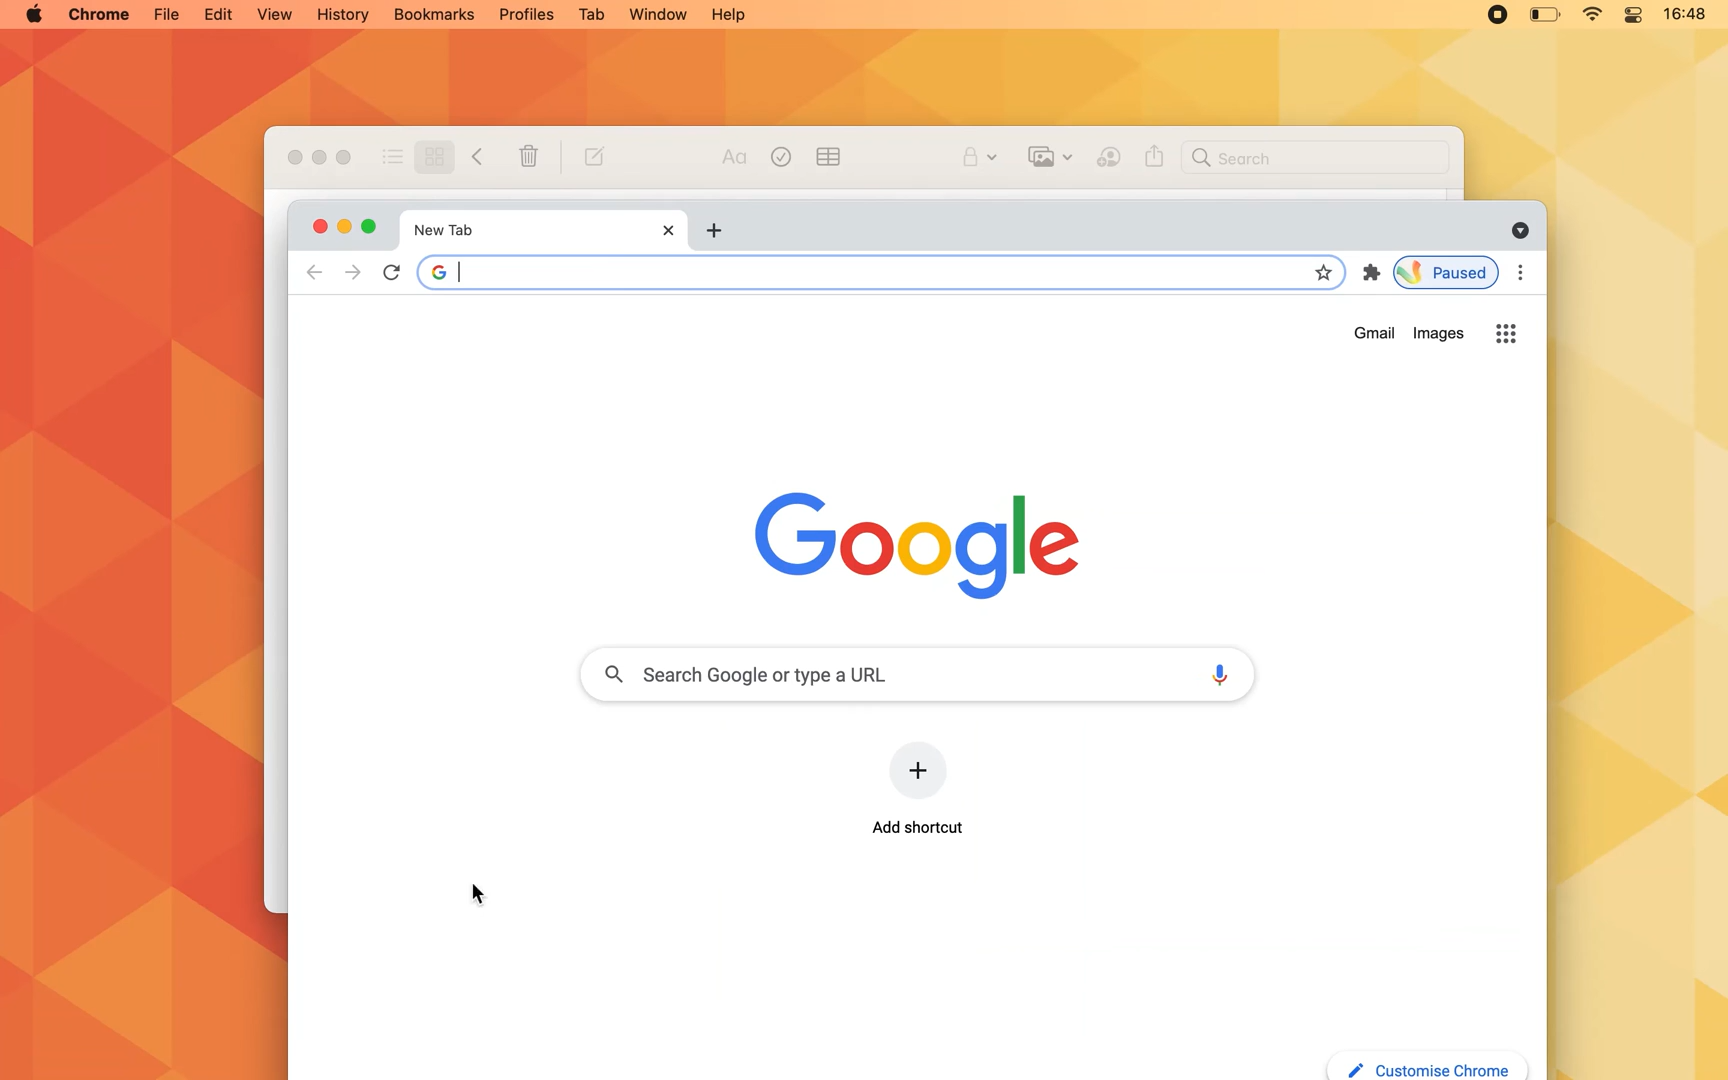 Chrome File Edit View History Bookmarks Profiles Tab Window Help 16:48
Aa Search
New Tab
G Paused
Gmail Images
Google
Search Google or type a URL
Add shortcut
Customise Chrome